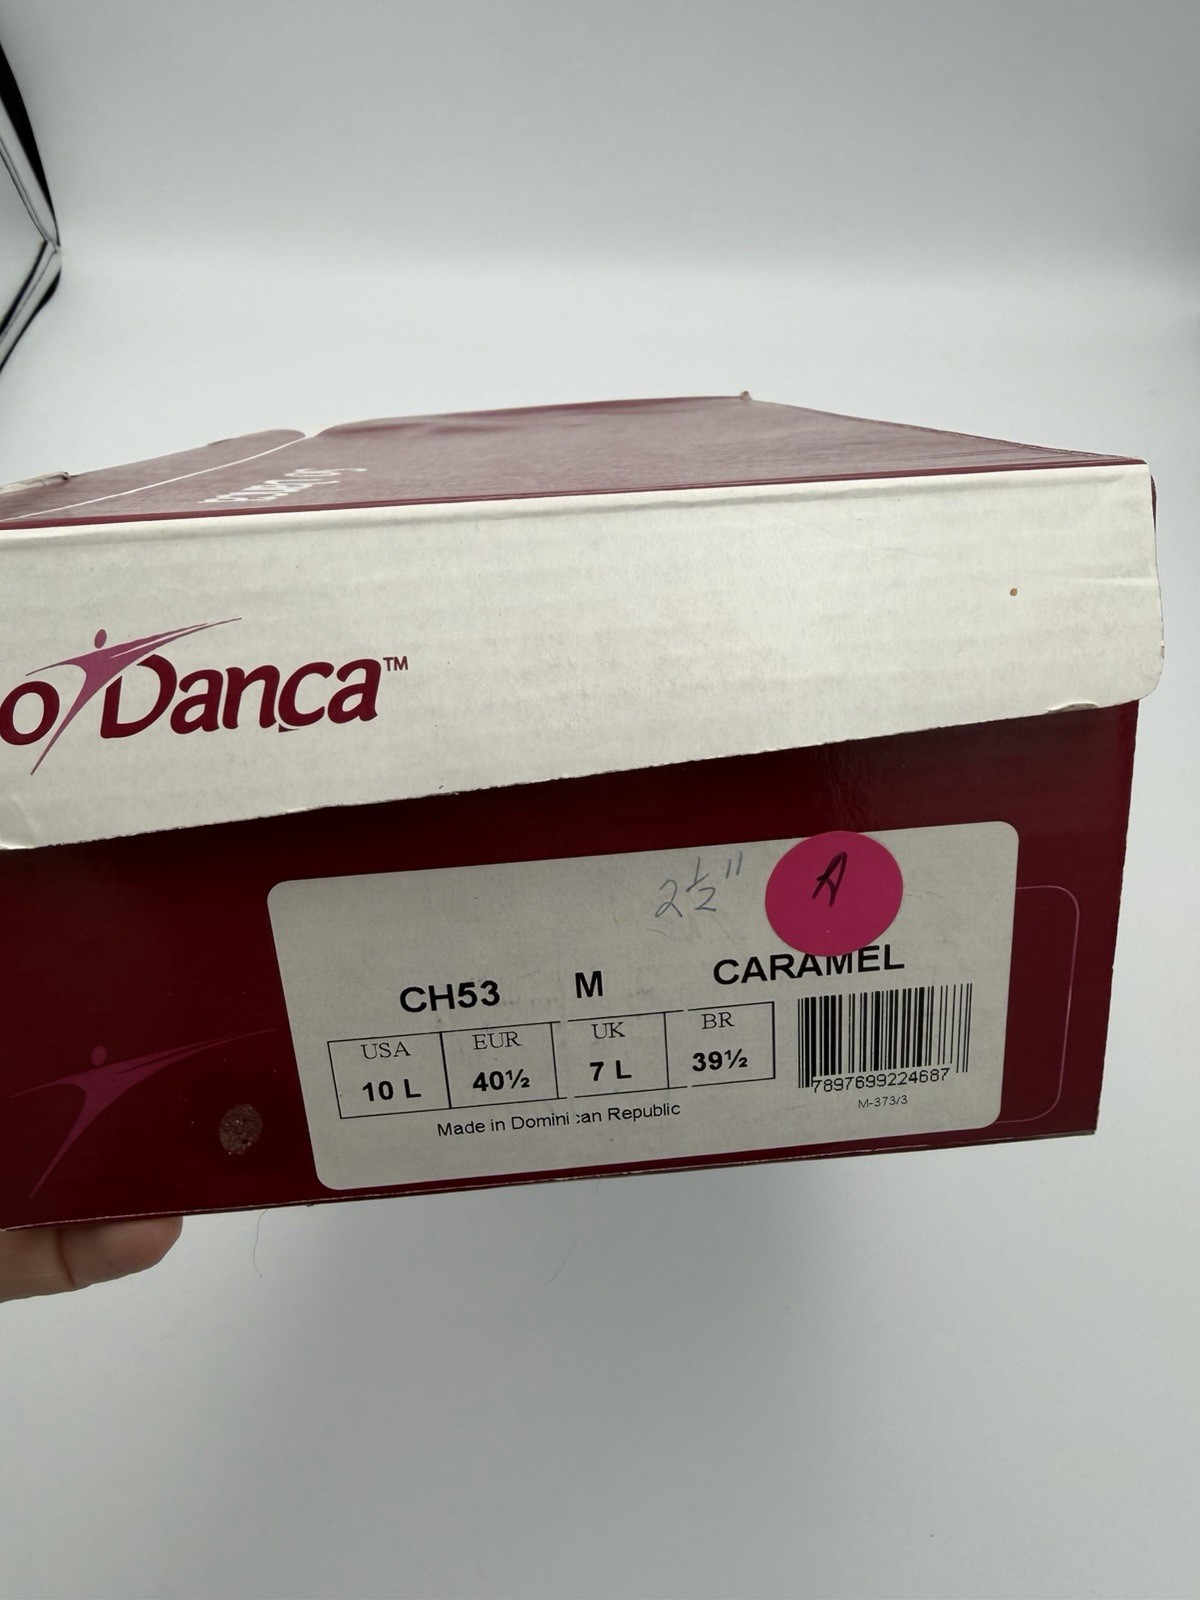 o Danca™
2½"
A
CH53 M CARAMEL
USA EUR UK BR
10 L 40½ 7 L 39½
7897699224687
M-373/3
Made in Dominican Republic